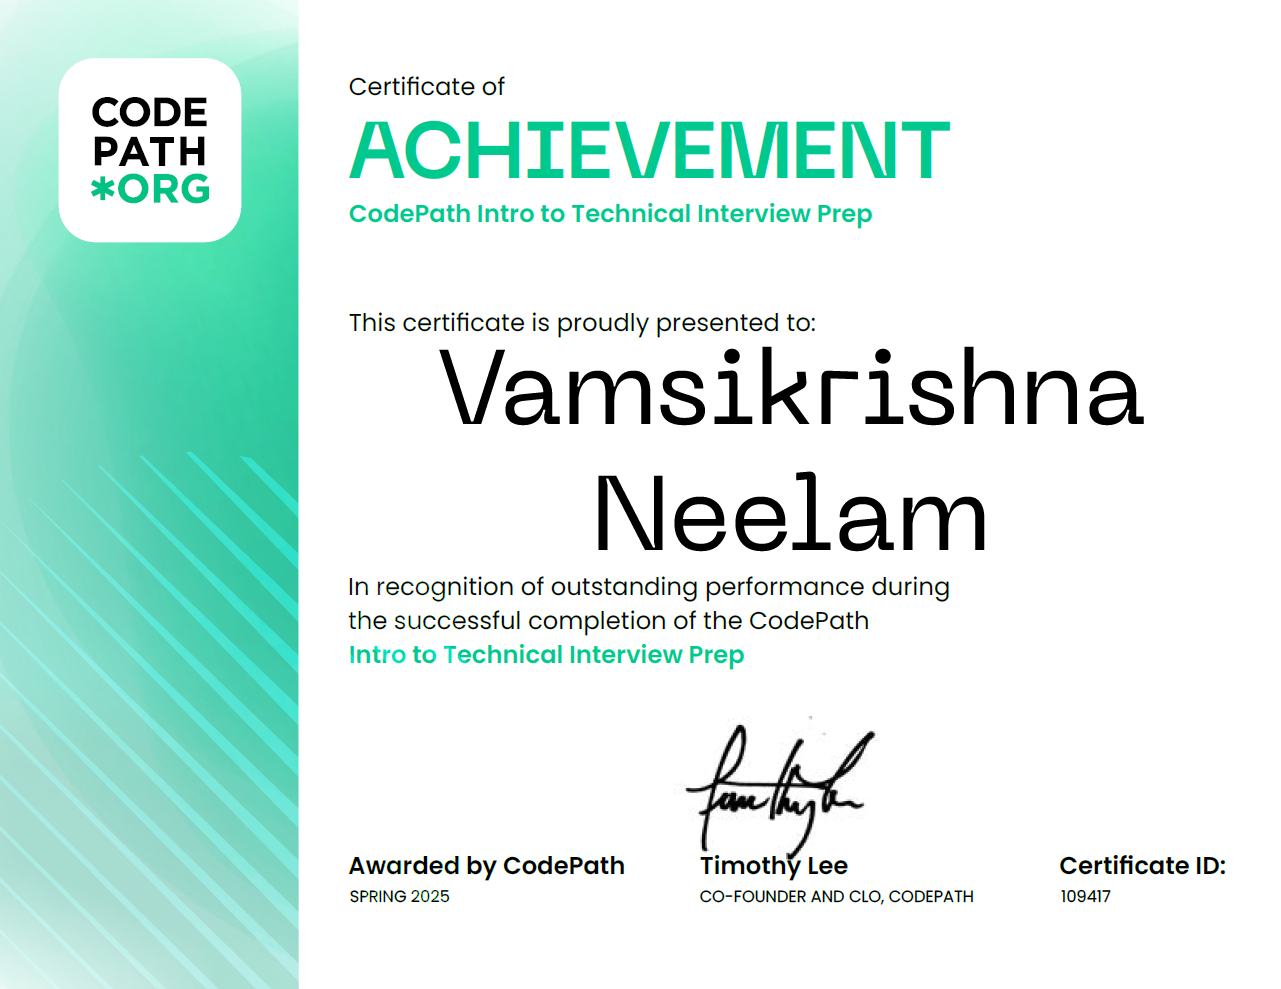 CODE
PATH
*ORG
Certificate of
ACHIEVEMENT
CodePath Intro to Technical Interview Prep
This certificate is proudly presented to:
Vamsikrishna
Neelam
In recognition of outstanding performance during
the successful completion of the CodePath
Intro to Technical Interview Prep
Awarded by CodePath
SPRING 2025
Timothy Lee
CO-FOUNDER AND CLO, CODEPATH
Certificate ID:
109417